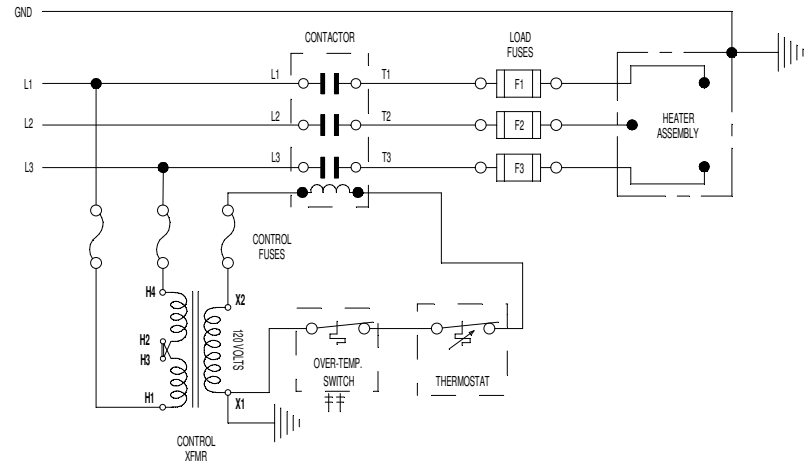 GND
CONTACTOR
LOAD
FUSES
L1
L1
T1
F1
L2
L2
T2
F2
HEATER
ASSEMBLY
L3
L3
T3
F3
CONTROL
FUSES
H4
X2
H2
H3
120 VOLTS
OVER-TEMP.
SWITCH
THERMOSTAT
H1
X1
CONTROL
XFMR